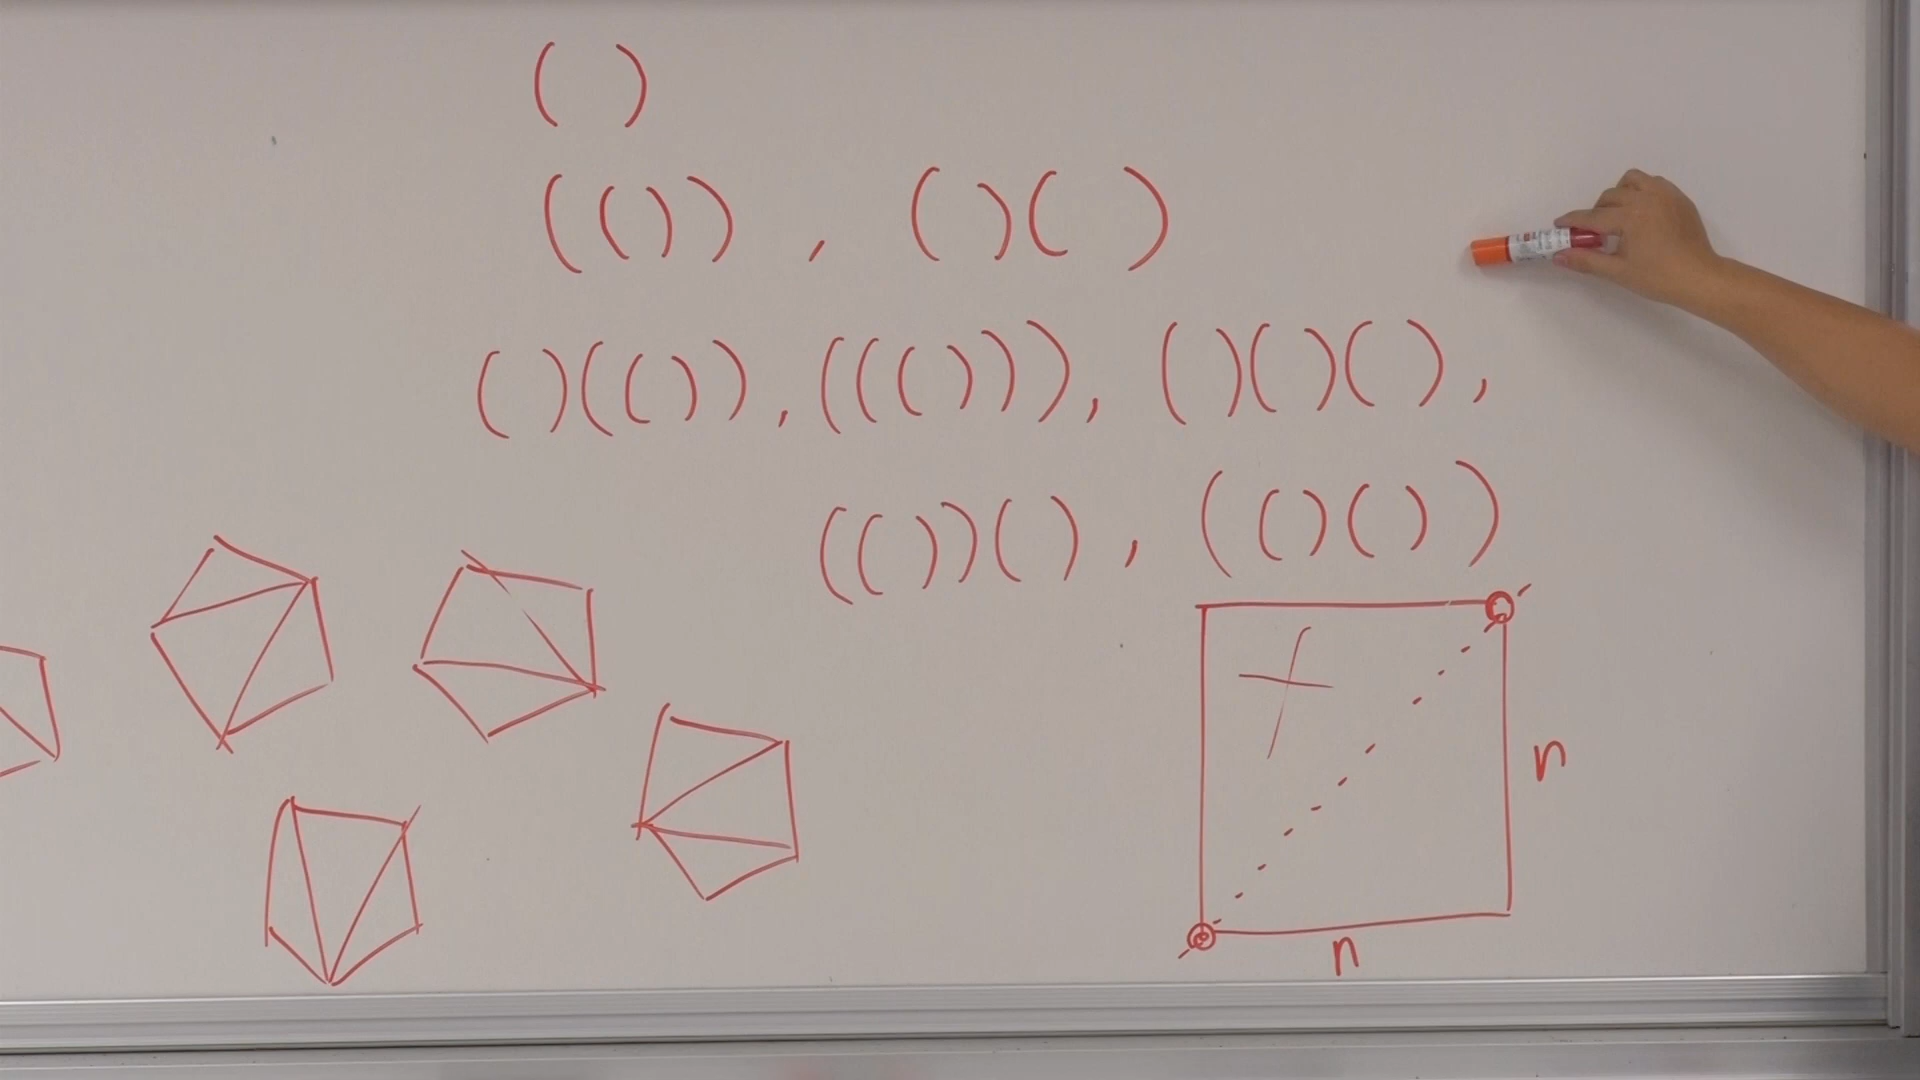 ( )
(()), ()( )
()(()), ((())), ()()(),
(())(), (()())
n
n